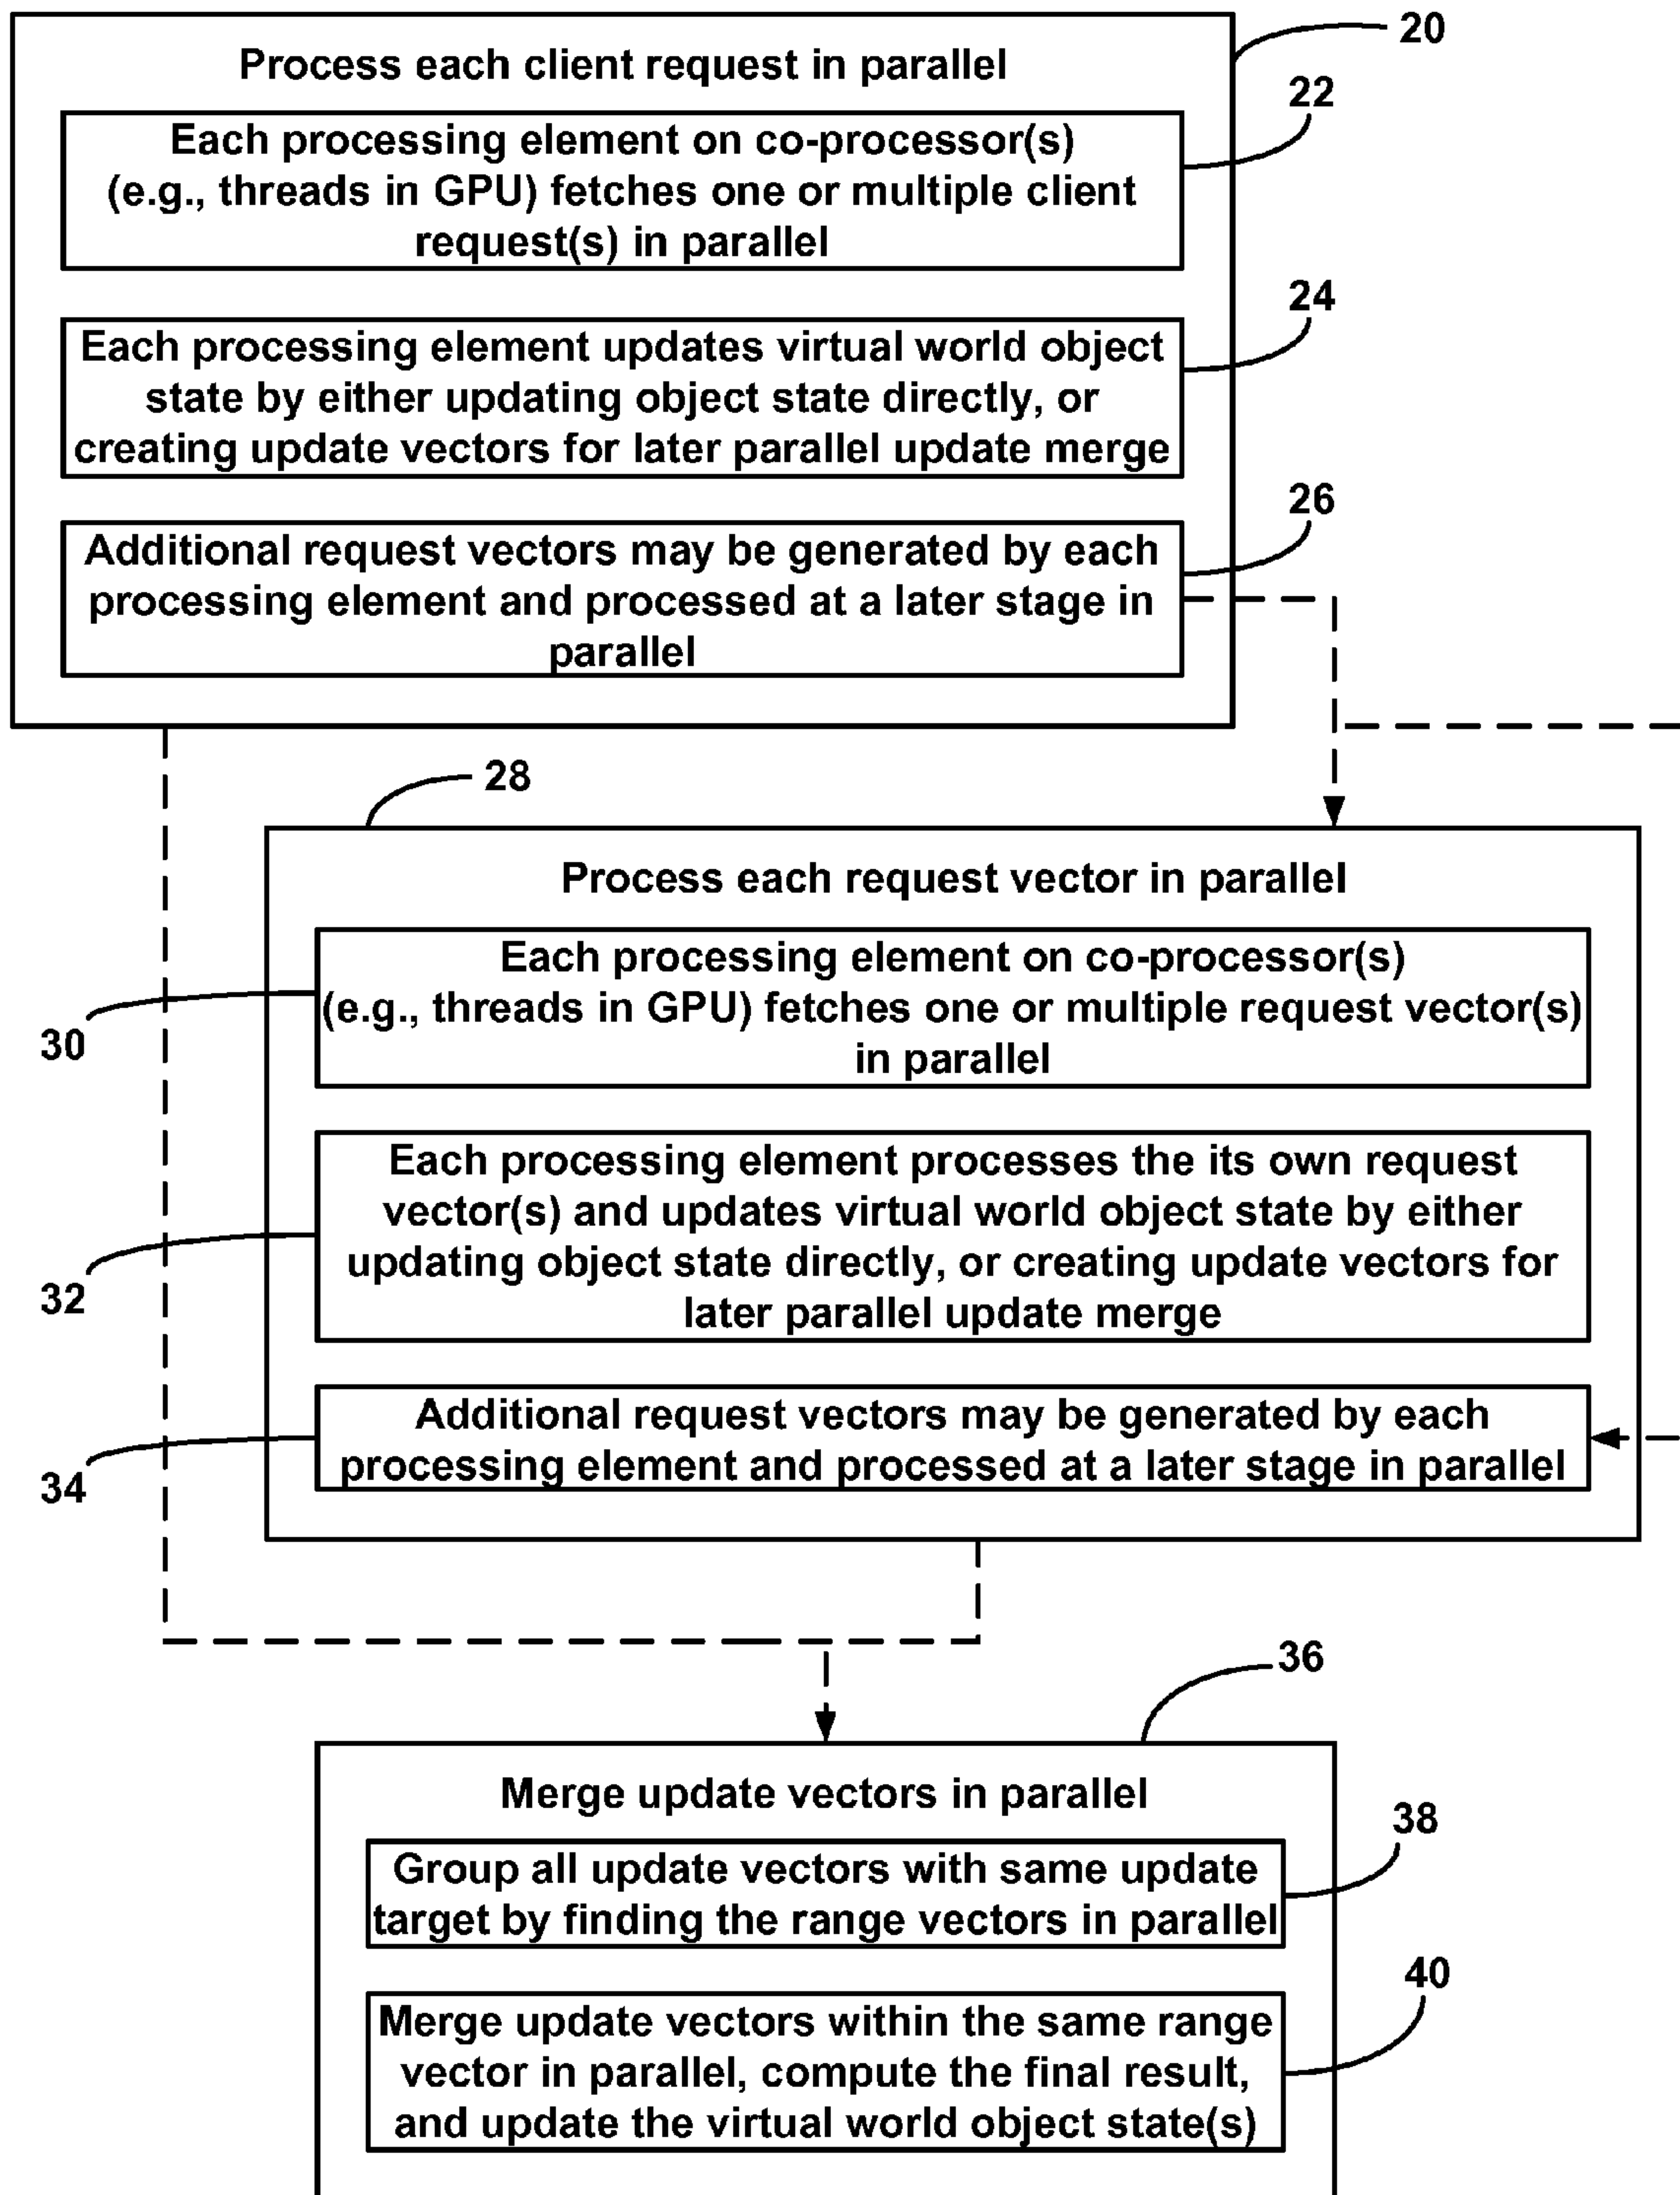 20
Process each client request in parallel
22
Each processing element on co-processor(s)
(e.g., threads in GPU) fetches one or multiple client
request(s) in parallel
24
Each processing element updates virtual world object
state by either updating object state directly, or
creating update vectors for later parallel update merge
26
Additional request vectors may be generated by each
processing element and processed at a later stage in
parallel
28
Process each request vector in parallel
Each processing element on co-processor(s)
(e.g., threads in GPU) fetches one or multiple request vector(s)
in parallel
30
Each processing element processes the its own request
vector(s) and updates virtual world object state by either
updating object state directly, or creating update vectors for
later parallel update merge
32
Additional request vectors may be generated by each
processing element and processed at a later stage in parallel
34
36
Merge update vectors in parallel
38
Group all update vectors with same update
target by finding the range vectors in parallel
40
Merge update vectors within the same range
vector in parallel, compute the final result,
and update the virtual world object state(s)